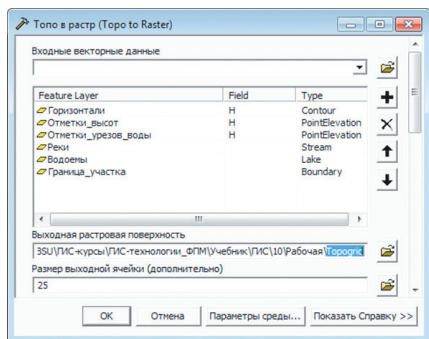 Топо в растр (Topo to Raster)
Входные векторные данные
Feature Layer Field Type
Горизонтали H Contour
Отметки_высот H PointElevation
Отметки_урезов_воды H PointElevation
Реки Stream
Водоемы Lake
Граница_участка Boundary
Выходная растровая поверхность
BSU\ГИС-курсы\ГИС-технологии_ФПМ\Учебник\ГИС\10\Рабочая\Topogric
Размер выходной ячейки (дополнительно)
25
OK Отмена Параметры среды... Показать Справку >>